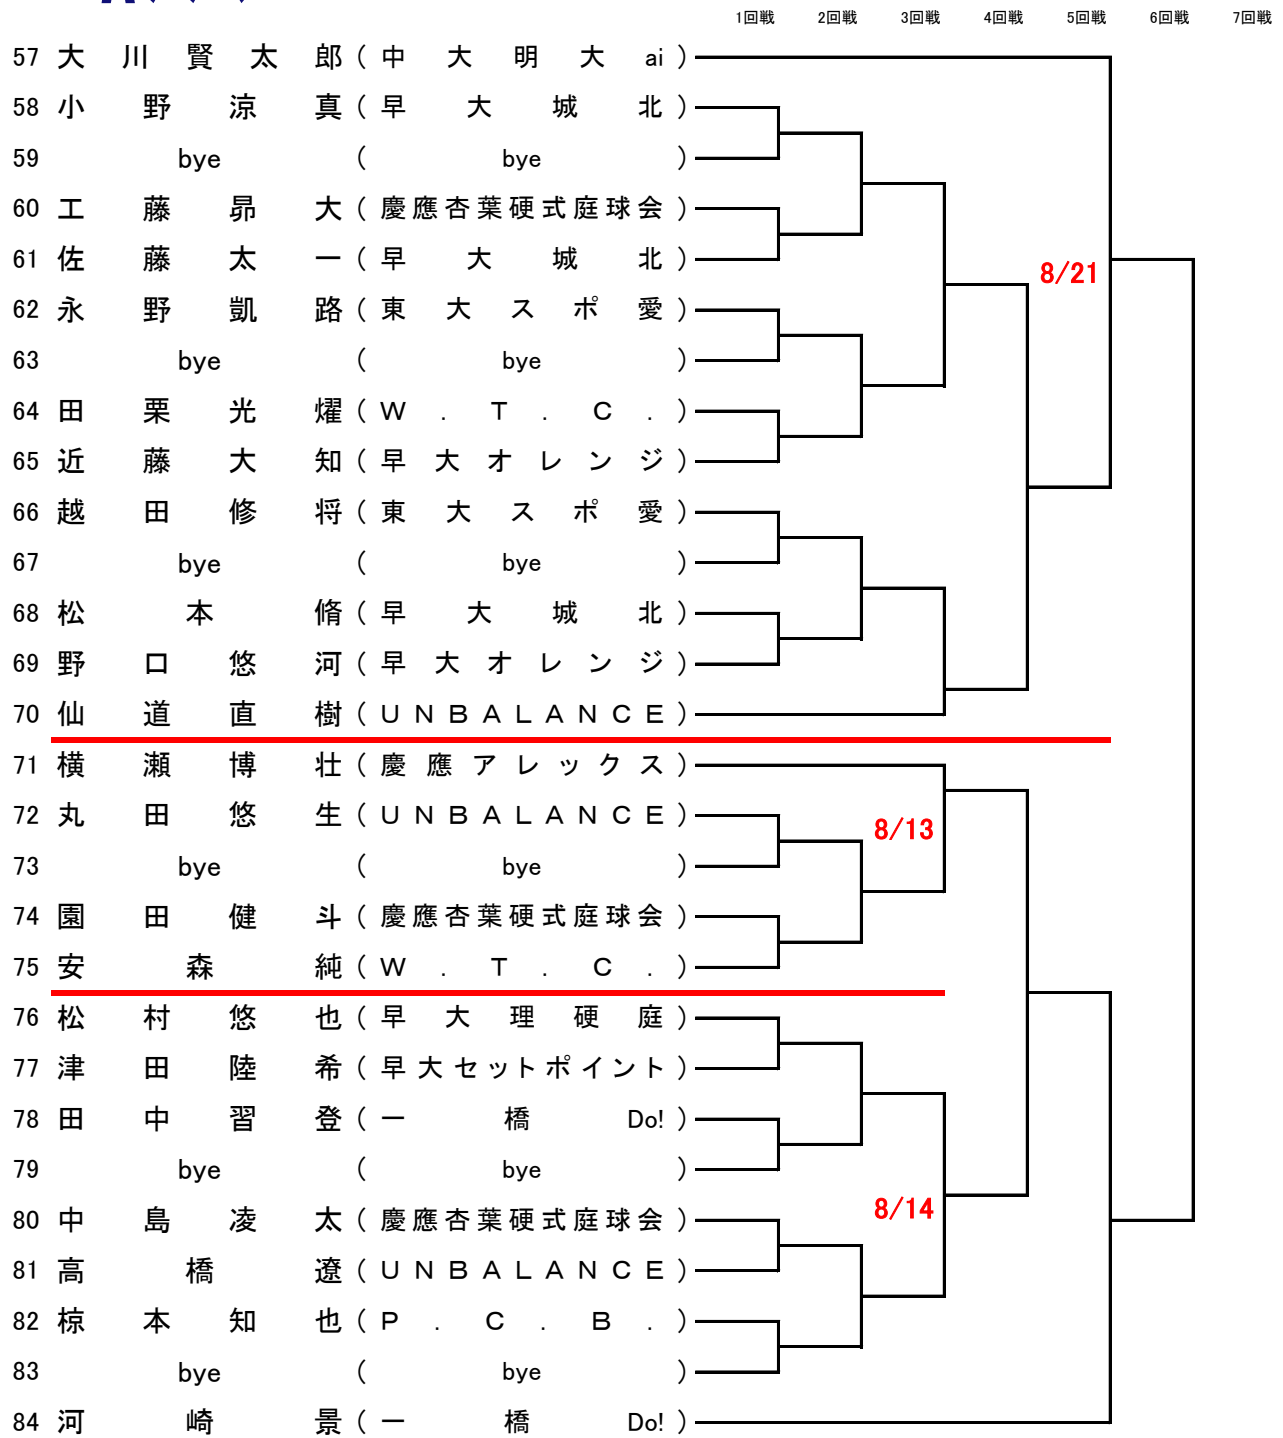 1回戦 2回戦 3回戦 4回戦 5回戦 6回戦 7回戦
57 大川賢太郎 (中大明大ai)
58 小野涼真 (早大城北)
59 bye (bye)
60 工藤昴大 (慶應杏葉硬式庭球会)
61 佐藤太一 (早大城北)
8/21
62 永野凱路 (東大スポ愛)
63 bye (bye)
64 田栗光燿 (W.T.C.)
65 近藤大知 (早大オレンジ)
66 越田修将 (東大スポ愛)
67 bye (bye)
68 松本脩 (早大城北)
69 野口悠河 (早大オレンジ)
70 仙道直樹 (UNBALANCE)
71 横瀬博壮 (慶應アレックス)
72 丸田悠生 (UNBALANCE)
8/13
73 bye (bye)
74 園田健斗 (慶應杏葉硬式庭球会)
75 安森純 (W.T.C.)
76 松村悠也 (早大理硬庭)
77 津田陸希 (早大セットポイント)
78 田中習登 (一橋Do!)
79 bye (bye)
8/14
80 中島凌太 (慶應杏葉硬式庭球会)
81 高橋遼 (UNBALANCE)
82 椋本知也 (P.C.B.)
83 bye (bye)
84 河崎景 (一橋Do!)